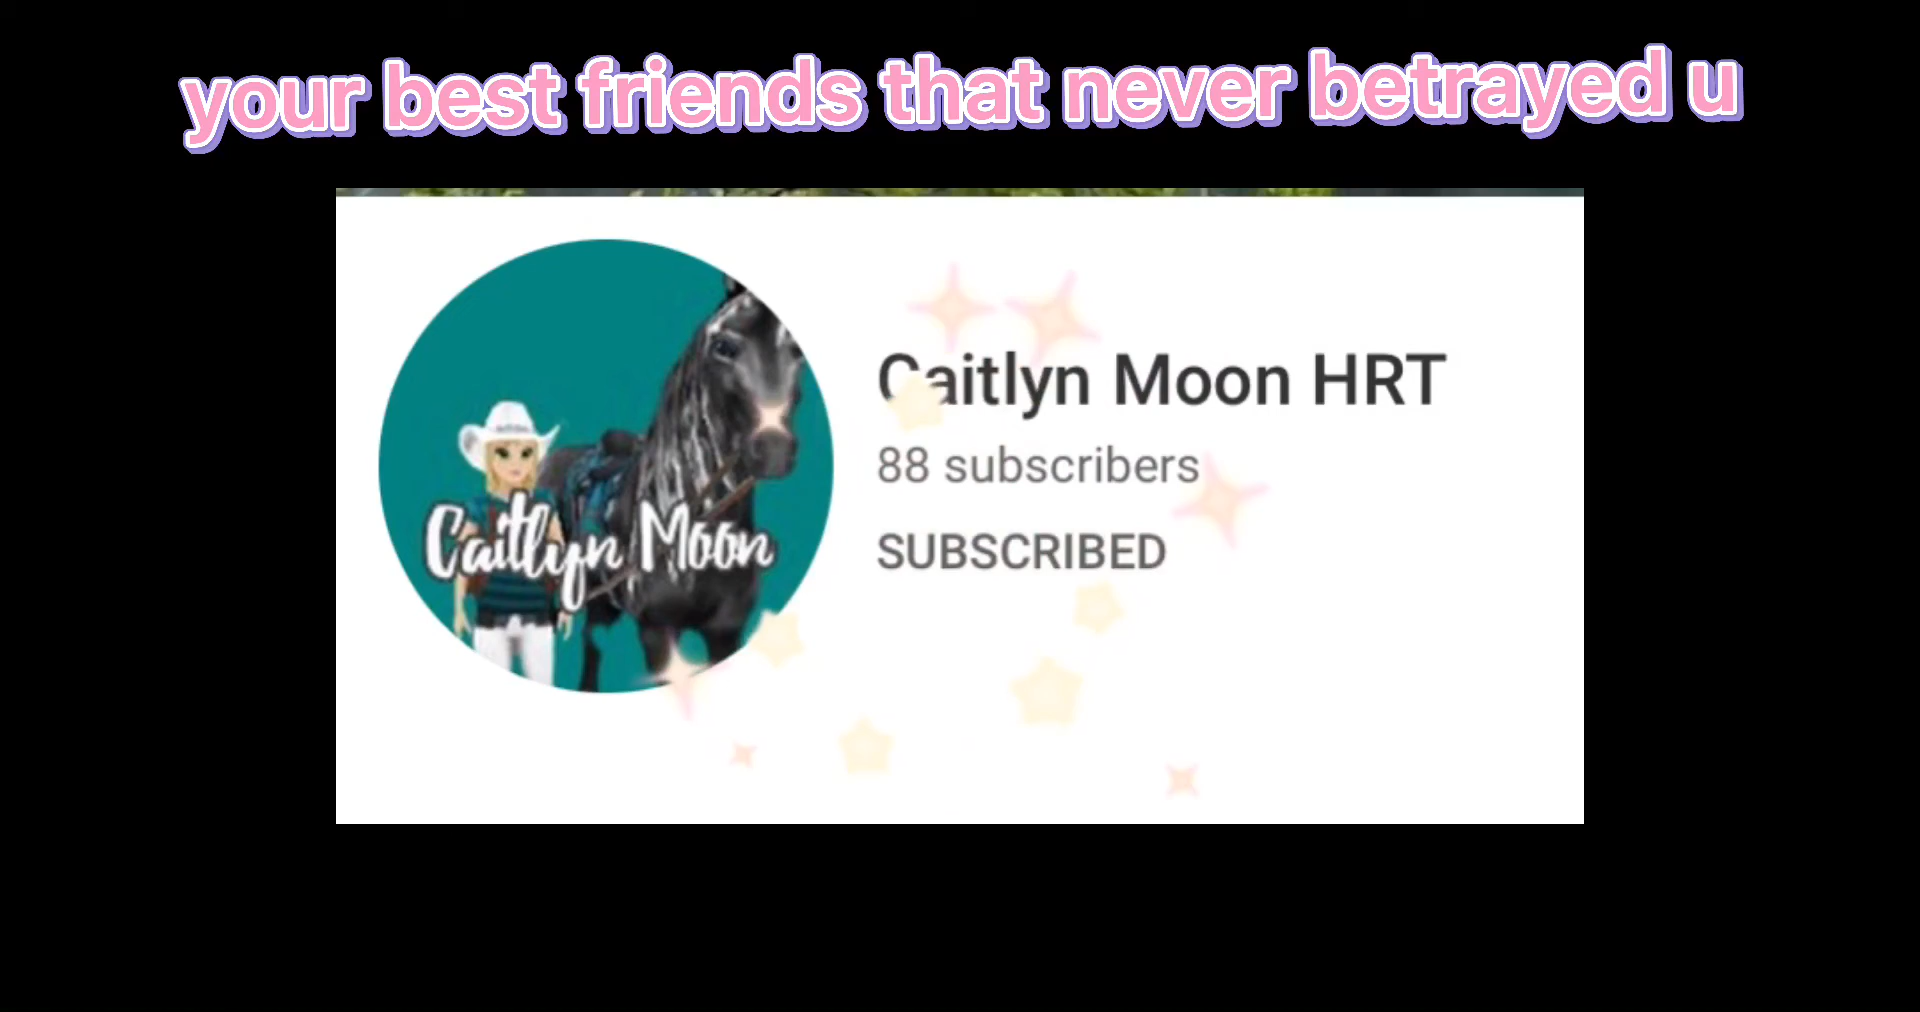 your best friends that never betrayed u
Caitlyn Moon HRT
88 subscribers
SUBSCRIBED
Caitlyn Moon